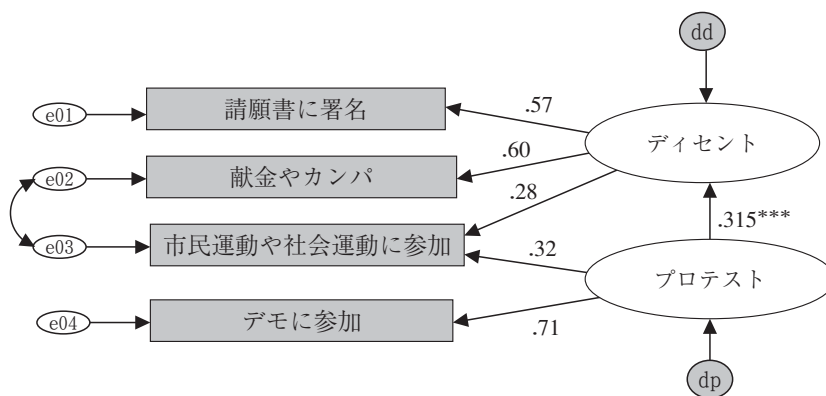 dd
e01
請願書に署名
.57
ディセント
e02
献金やカンパ
.60
.28
.315***
e03
市民運動や社会運動に参加
.32
プロテスト
e04
デモに参加
.71
dp